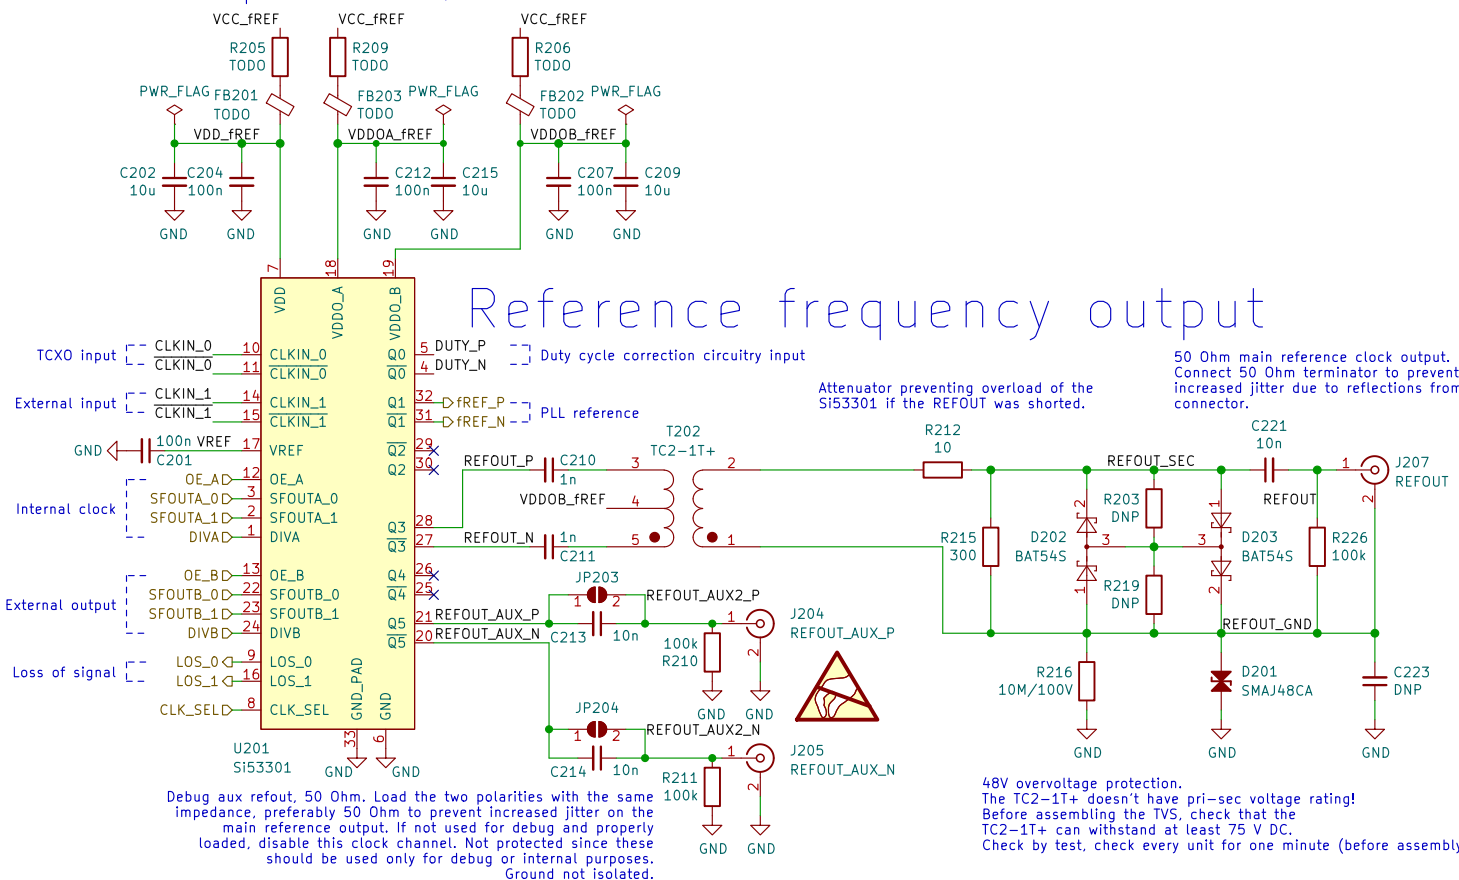 VCC_fREF
VCC_fREF
VCC_fREF
R205
TODO
R209
TODO
R206
TODO
PWR_FLAG
FB201
TODO
FB203
TODO
PWR_FLAG
FB202
TODO
PWR_FLAG
VDD_fREF
VDDOA_fREF
VDDOB_fREF
C202
10u
C204
100n
C212
100n
C215
10u
C207
100n
C209
10u
GND
GND
GND
GND
GND
GND
7
18
19
VDD
VDDO_A
VDDO_B
Reference frequency output
TCXO input
CLKIN_0
CLKIN_0
10
11
CLKIN_0
CLKIN_0
External input
CLKIN_1
CLKIN_1
14
15
CLKIN_1
CLKIN_1
GND
100n
C201
VREF
17
VREF
Internal clock
OE_A
12
OE_A
SFOUTA_0
3
SFOUTA_0
SFOUTA_1
2
SFOUTA_1
DIVA
1
DIVA
External output
OE_B
13
OE_B
SFOUTB_0
22
SFOUTB_0
SFOUTB_1
23
SFOUTB_1
DIVB
24
DIVB
Loss of signal
LOS_0
9
LOS_0
LOS_1
16
LOS_1
CLK_SEL
8
CLK_SEL
GND_PAD
GND
33
6
GND
GND
U201
Si53301
Q0
5
DUTY_P
Q0
4
DUTY_N
Duty cycle correction circuitry input
Q1
32
fREF_P
Q1
31
fREF_N
PLL reference
Q2
29
Q2
30
Q3
28
Q3
27
Q4
26
Q4
25
Q5
21
REFOUT_AUX_P
Q5
20
REFOUT_AUX_N
REFOUT_P
C210
1n
VDDOB_fREF
REFOUT_N
1n
C211
T202
TC2-1T+
3
4
5
2
1
Attenuator preventing overload of the
Si53301 if the REFOUT was shorted.
50 Ohm main reference clock output.
Connect 50 Ohm terminator to prevent
increased jitter due to reflections from
connector.
R212
10
REFOUT_SEC
C221
10n
1
J207
REFOUT
2
REFOUT
R215
300
D202
BAT54S
2
3
1
R203
DNP
R219
DNP
3
1
2
D203
BAT54S
R226
100k
REFOUT_GND
R216
10M/100V
D201
SMAJ48CA
C223
DNP
GND
GND
GND
JP203
1
2
REFOUT_AUX2_P
C213
10n
100k
R210
1
2
J204
REFOUT_AUX_P
GND
GND
JP204
1
2
REFOUT_AUX2_N
C214
10n
R211
100k
1
2
J205
REFOUT_AUX_N
GND
GND
Debug aux refout, 50 Ohm. Load the two polarities with the same
impedance, preferably 50 Ohm to prevent increased jitter on the
main reference output. If not used for debug and properly
loaded, disable this clock channel. Not protected since these
should be used only for debug or internal purposes.
Ground not isolated.
48V overvoltage protection.
The TC2-1T+ doesn't have pri-sec voltage rating!
Before assembling the TVS, check that the
TC2-1T+ can withstand at least 75 V DC.
Check by test, check every unit for one minute (before assembly